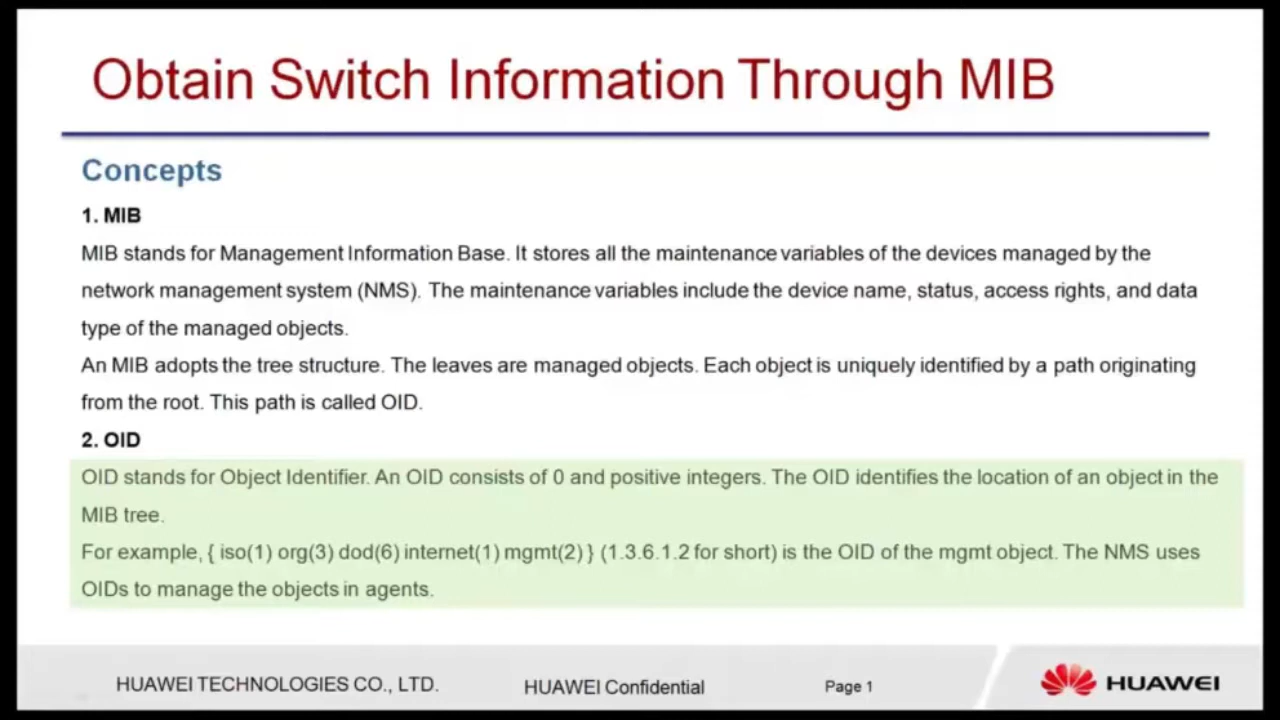 Obtain Switch Information Through MIB
Concepts
1. MIB
MIB stands for Management Information Base. It stores all the maintenance variables of the devices managed by the
network management system (NMS). The maintenance variables include the device name, status, access rights, and data
type of the managed objects.
An MIB adopts the tree structure. The leaves are managed objects. Each object is uniquely identified by a path originating
from the root. This path is called OID.
2. OID
OID stands for Object Identifier. An OID consists of 0 and positive integers. The OID identifies the location of an object in the
MIB tree.
For example, { iso(1) org(3) dod(6) internet(1) mgmt(2) } (1.3.6.1.2 for short) is the OID of the mgmt object. The NMS uses
OIDs to manage the objects in agents.
HUAWEI TECHNOLOGIES CO., LTD.
HUAWEI Confidential
Page 1
HUAWEI